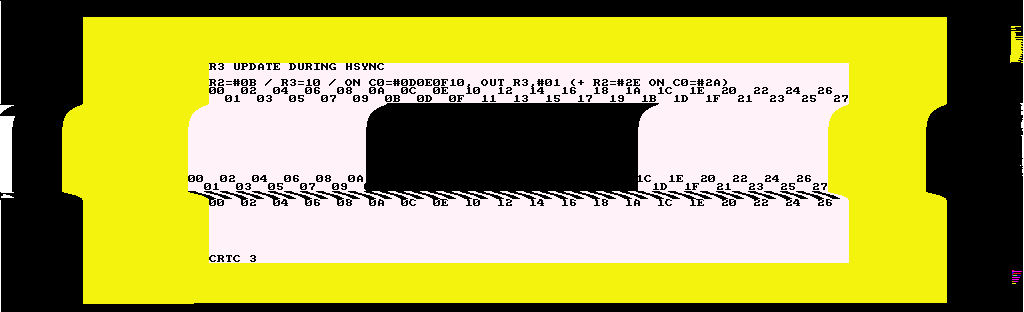 R3 UPDATE DURING HSYNC
R2=#0B / R3=10 / ON C0=#0D0E0F10, OUT R3,#01 (+ R2=#2E ON C0=#2A)
00 02 04 06 08 0A 0C 0E 10 12 14 16 18 1A 1C 1E 20 22 24 26
01 03 05 07 09 0B 0D 0F 11 13 15 17 19 1B 1D 1F 21 23 25 27
00 02 04 06 08 0A 1C 1E 20 22 24 26
01 03 05 07 09 1D 1F 21 23 25 27
00 02 04 06 08 0A 0C 0E 10 12 14 16 18 1A 1C 1E 20 22 24 26
CRTC 3